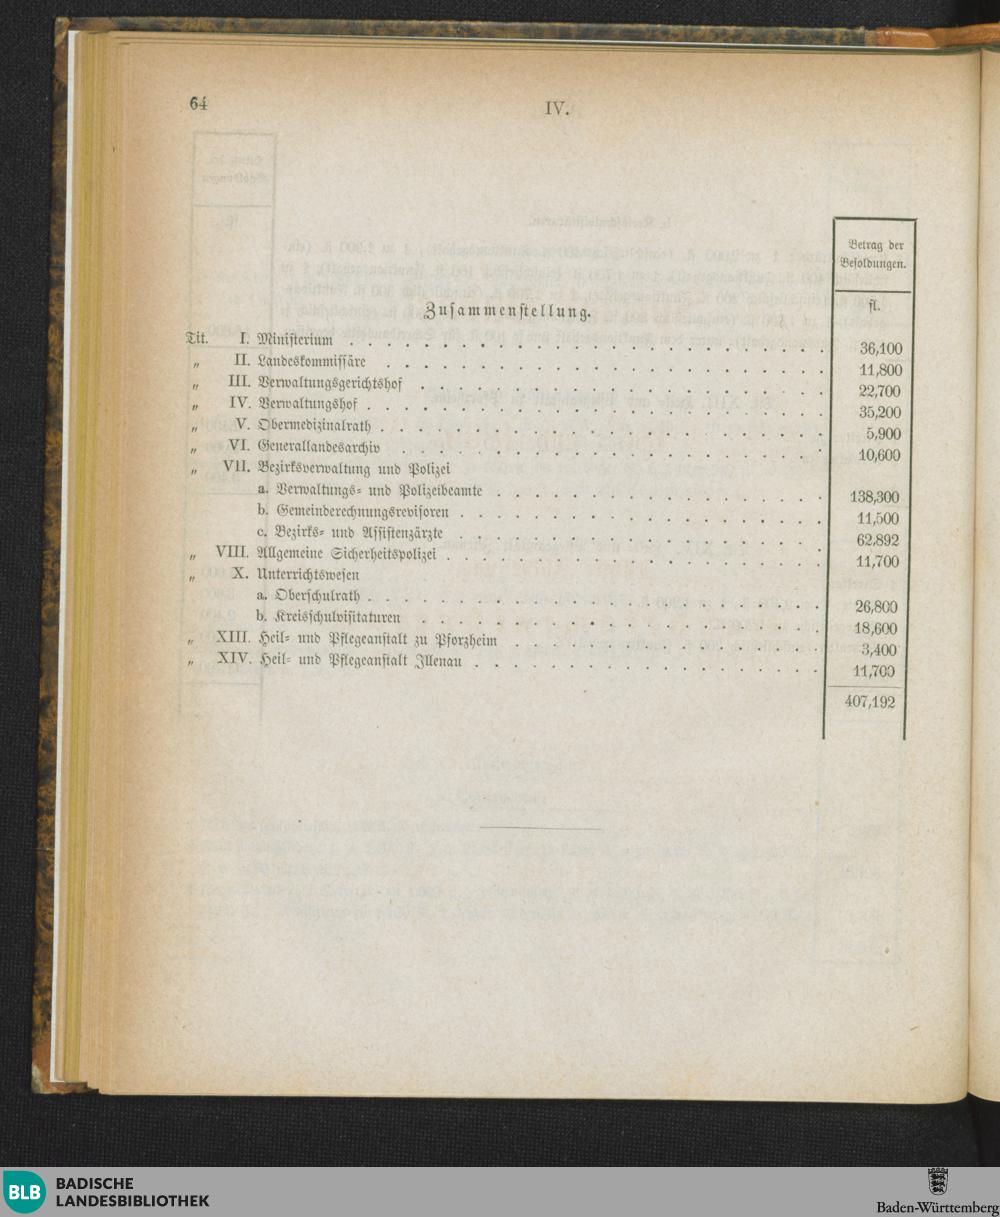 64
IV.
Betrag der
Besoldungen.
fl.
Zusammenstellung.
Tit. I. Ministerium . . . 36,100
„ II. Landeskommissäre . . . 11,800
„ III. Verwaltungsgerichtshof . . . 22,700
„ IV. Verwaltungshof . . . 35,200
„ V. Obermedizinalrath . . . 5,900
„ VI. Generallandesarchiv . . . 10,600
„ VII. Bezirksverwaltung und Polizei
a. Verwaltungs- und Polizeibeamte . . . 138,300
b. Gemeinderechnungsrevisoren . . . 11,500
c. Bezirks- und Assistenzärzte . . . 62,892
„ VIII. Allgemeine Sicherheitspolizei . . . 11,700
„ X. Unterrichtswesen
a. Oberschulrath . . . 26,800
b. Kreisschulvisitaturen . . . 18,600
„ XIII. Heil- und Pflegeanstalt zu Pforzheim . . . 3,400
„ XIV. Heil- und Pflegeanstalt Illenau . . . 11,700
407,192
BLB BADISCHE
LANDESBIBLIOTHEK
Baden-Württemberg